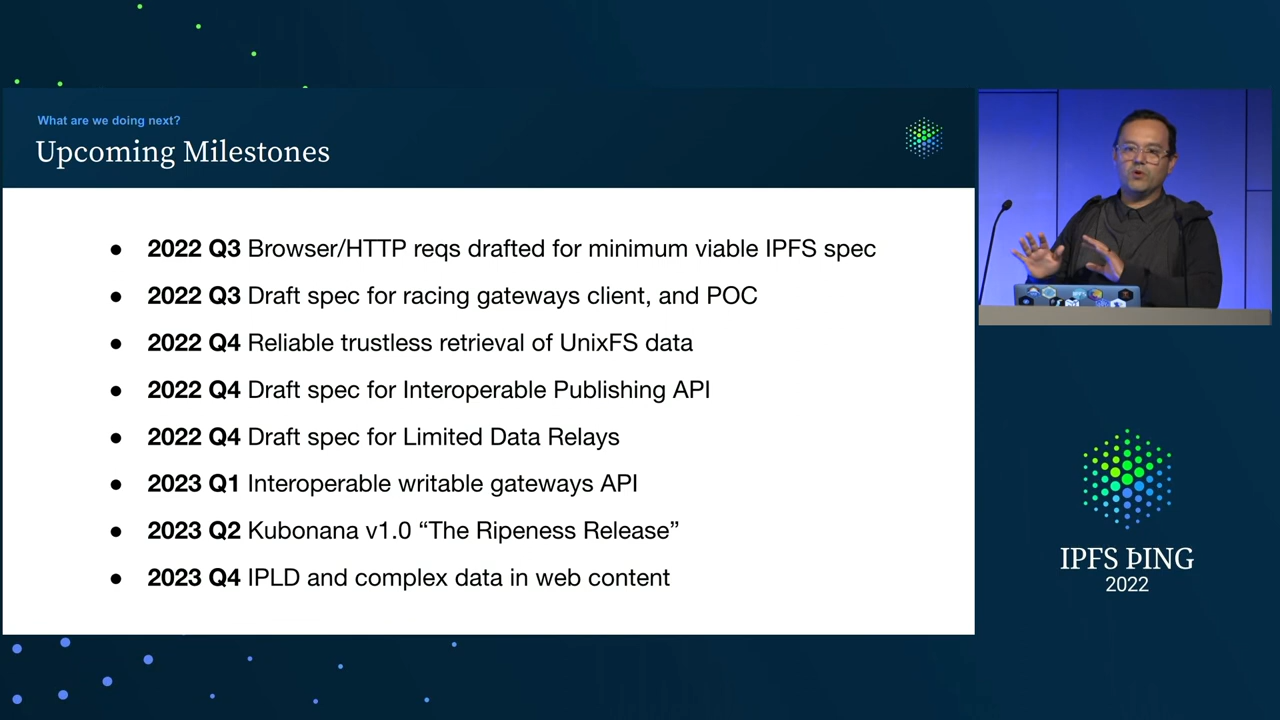 What are we doing next?
Upcoming Milestones
● 2022 Q3 Browser/HTTP reqs drafted for minimum viable IPFS spec
● 2022 Q3 Draft spec for racing gateways client, and POC
● 2022 Q4 Reliable trustless retrieval of UnixFS data
● 2022 Q4 Draft spec for Interoperable Publishing API
● 2022 Q4 Draft spec for Limited Data Relays
● 2023 Q1 Interoperable writable gateways API
● 2023 Q2 Kubonana v1.0 “The Ripeness Release”
● 2023 Q4 IPLD and complex data in web content
IPFS ÞING
2022